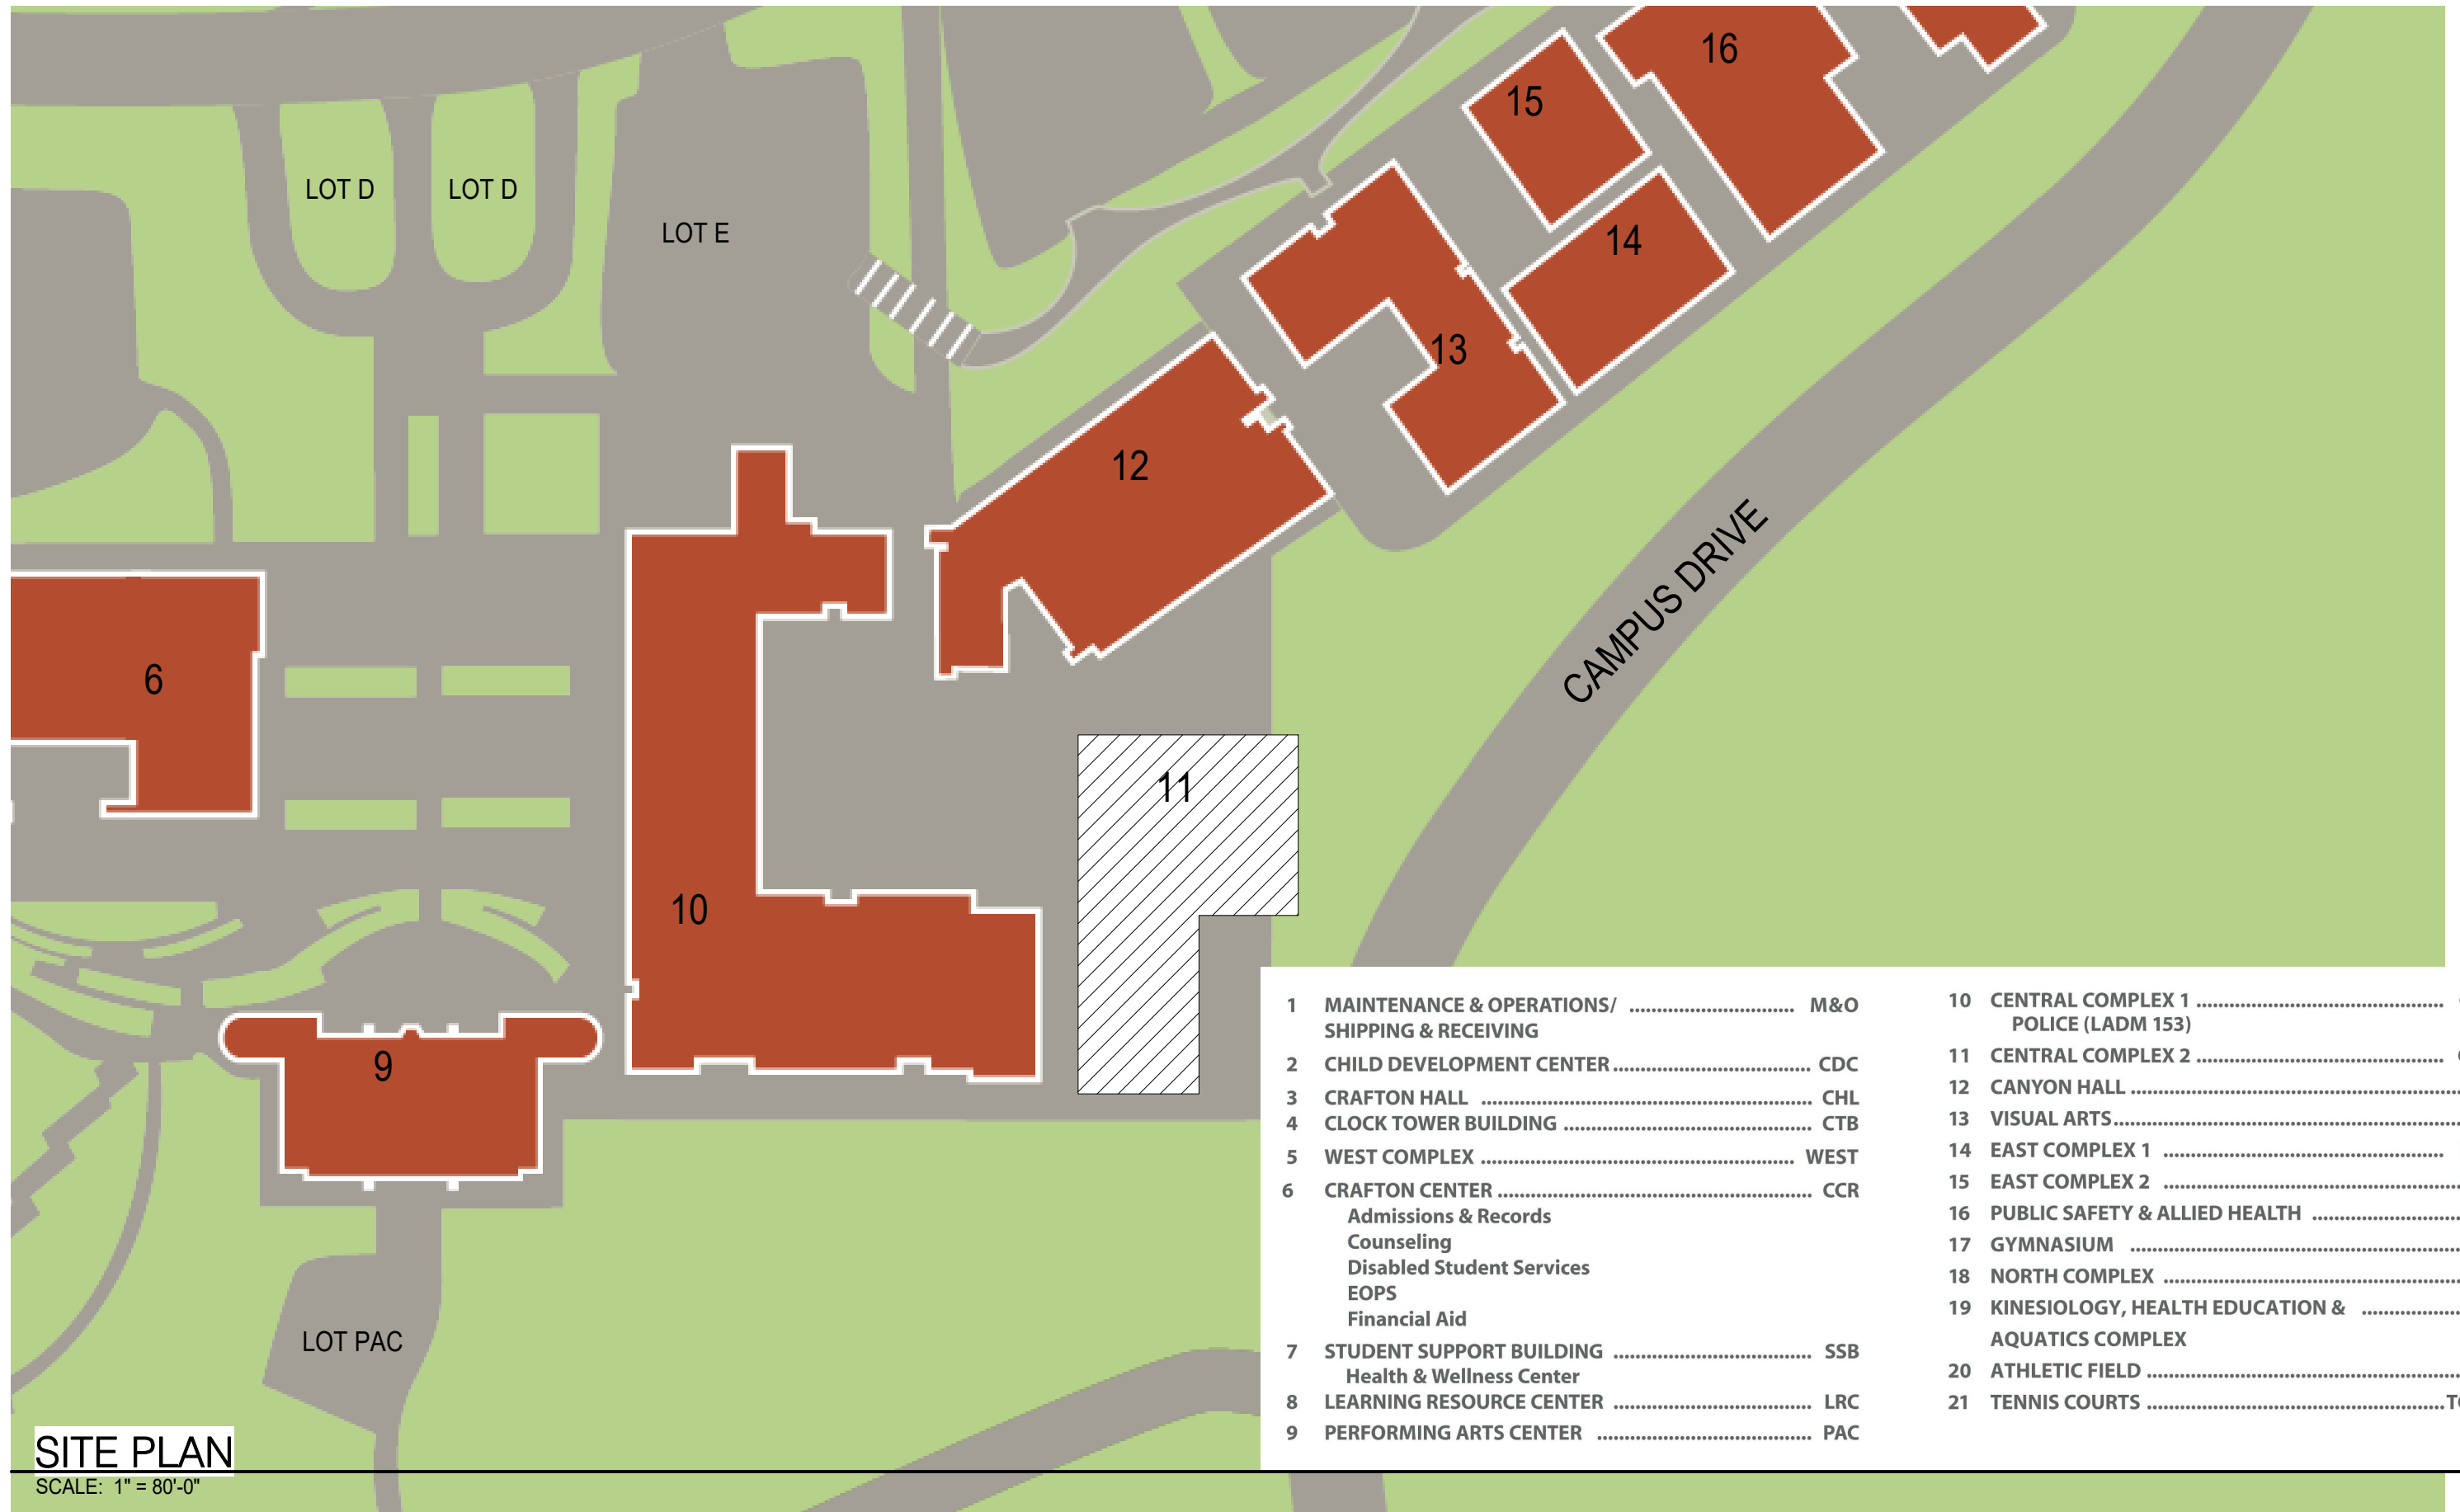 16
15
LOT D
LOT D
LOT E
14
13
12
CAMPUS DRIVE
6
11
10
9
LOT PAC
1 MAINTENANCE & OPERATIONS/ ............................. M&O
SHIPPING & RECEIVING
2 CHILD DEVELOPMENT CENTER .................................... CDC
3 CRAFTON HALL ............................................................ CHL
4 CLOCK TOWER BUILDING ............................................. CTB
5 WEST COMPLEX ......................................................... WEST
6 CRAFTON CENTER ......................................................... CCR
Admissions & Records
Counseling
Disabled Student Services
EOPS
Financial Aid
7 STUDENT SUPPORT BUILDING .................................... SSB
Health & Wellness Center
8 LEARNING RESOURCE CENTER .................................... LRC
9 PERFORMING ARTS CENTER ....................................... PAC
10 CENTRAL COMPLEX 1 .............................................
POLICE (LADM 153)
11 CENTRAL COMPLEX 2 .............................................
12 CANYON HALL ............................................................
13 VISUAL ARTS ...............................................................
14 EAST COMPLEX 1 ...................................................
15 EAST COMPLEX 2 ......................................................
16 PUBLIC SAFETY & ALLIED HEALTH ...........................
17 GYMNASIUM ............................................................
18 NORTH COMPLEX ......................................................
19 KINESIOLOGY, HEALTH EDUCATION & ..................
AQUATICS COMPLEX
20 ATHLETIC FIELD .........................................................
21 TENNIS COURTS ......................................................
SITE PLAN
SCALE: 1" = 80'-0"